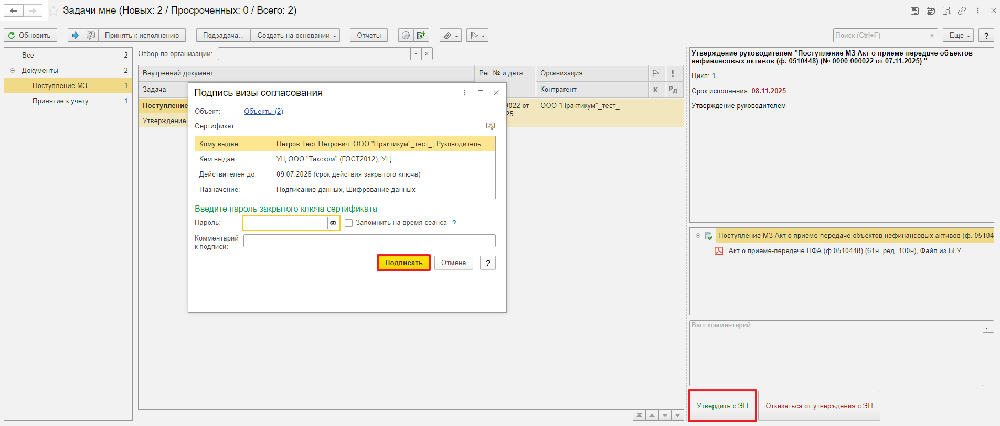 Задачи мне (Новых: 2 / Просроченных: 0 / Всего: 2)
Обновить
Принять к исполнению
Подзадача...
Создать на основании
Отчеты
Поиск (Ctrl+F)
×
Еще
?
Все 2
Документы 2
Поступление МЗ ... 1
Принятие к учету ... 1
Отбор по организации:
×
Внутренний документ
Рег. № и дата
Организация
Задача
Контрагент
К
РД
Поступление
0022 от
25
ООО "Практикум"_тест_
Утверждение
Подпись визы согласования
Объект: Объекты (2)
Сертификат:
Кому выдан: Петров Тест Петрович, ООО "Практикум"_тест_, Руководитель
Кем выдан: УЦ ООО "Такском" (ГОСТ2012), УЦ
Действителен до: 09.07.2026 (срок действия закрытого ключа)
Назначение: Подписание данных, Шифрование данных
Введите пароль закрытого ключа сертификата
Пароль:
Запомнить на время сеанса ?
Комментарий
к подписи:
Подписать
Отмена
?
Утверждение руководителем "Поступление МЗ Акт о приеме-передаче объектов
нефинансовых активов (ф. 0510448) (№ 0000-000022 от 07.11.2025) "
Цикл: 1
Срок исполнения: 08.11.2025
Утверждение руководителем
Поступление МЗ Акт о приеме-передаче объектов нефинансовых активов (ф. 05104
Акт о приеме-передаче НФА (ф.0510448) (61н, ред. 100н), Файл из БГУ
Ваш комментарий
...
Утвердить с ЭП
Отказаться от утверждения с ЭП